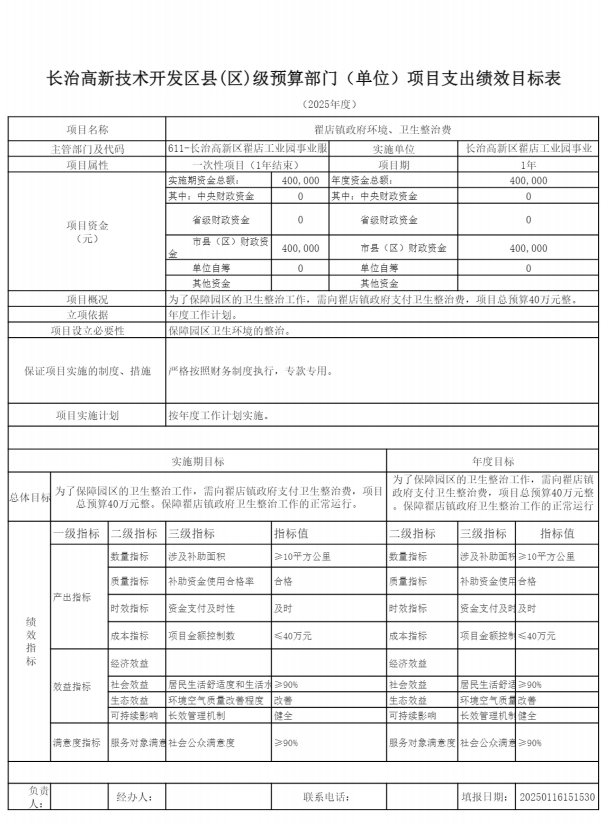 长治高新技术开发区县(区)级预算部门（单位）项目支出绩效目标表
（2025年度）
项目名称 翟店镇政府环境、卫生整治费
主管部门及代码 611-长治高新区翟店工业园事业服 实施单位 长治高新区翟店工业园事业
项目属性 一次性项目（1年结束） 项目期 1年
项目资金（元） 实施期资金总额： 400,000 年度资金总额： 400,000
其中：中央财政资金 0 其中：中央财政资金 0
省级财政资金 0 省级财政资金 0
市县（区）财政资金 400,000 市县（区）财政资金 400,000
单位自筹 0 单位自筹 0
其他资金 其他资金
项目概况 为了保障园区的卫生整治工作，需向翟店镇政府支付卫生整治费，项目总预算40万元整。
立项依据 年度工作计划。
项目设立必要性 保障园区卫生环境的整治。
保证项目实施的制度、措施 严格按照财务制度执行，专款专用。
项目实施计划 按年度工作计划实施。
实施期目标 年度目标
总体目标 为了保障园区的卫生整治工作，需向翟店镇政府支付卫生整治费，项目总预算40万元整。保障翟店镇政府卫生整治工作的正常运行。 为了保障园区的卫生整治工作，需向翟店镇政府支付卫生整治费，项目总预算40万元整。保障翟店镇政府卫生整治工作的正常运行
绩效指标 一级指标 二级指标 三级指标 指标值 二级指标 三级指标 指标值
产出指标 数量指标 涉及补助面积 ≥10平方公里 数量指标 涉及补助面积 ≥10平方公里
质量指标 补助资金使用合格率 合格 质量指标 补助资金使用 合格
时效指标 资金支付及时性 及时 时效指标 资金支付及时 及时
成本指标 项目金额控制数 ≤40万元 成本指标 项目金额控制 ≤40万元
效益指标 经济效益 经济效益
社会效益 居民生活舒适度和生活水 ≥90% 社会效益 居民生活舒适 ≥90%
生态效益 环境空气质量改善程度 改善 生态效益 环境空气质量 改善
可持续影响 长效管理机制 健全 可持续影响 长效管理机制 健全
满意度指标 服务对象满意 社会公众满意度 ≥90% 服务对象满意度 社会公众满意 ≥90%
负责人： 经办人： 联系电话： 填报日期： 20250116151530